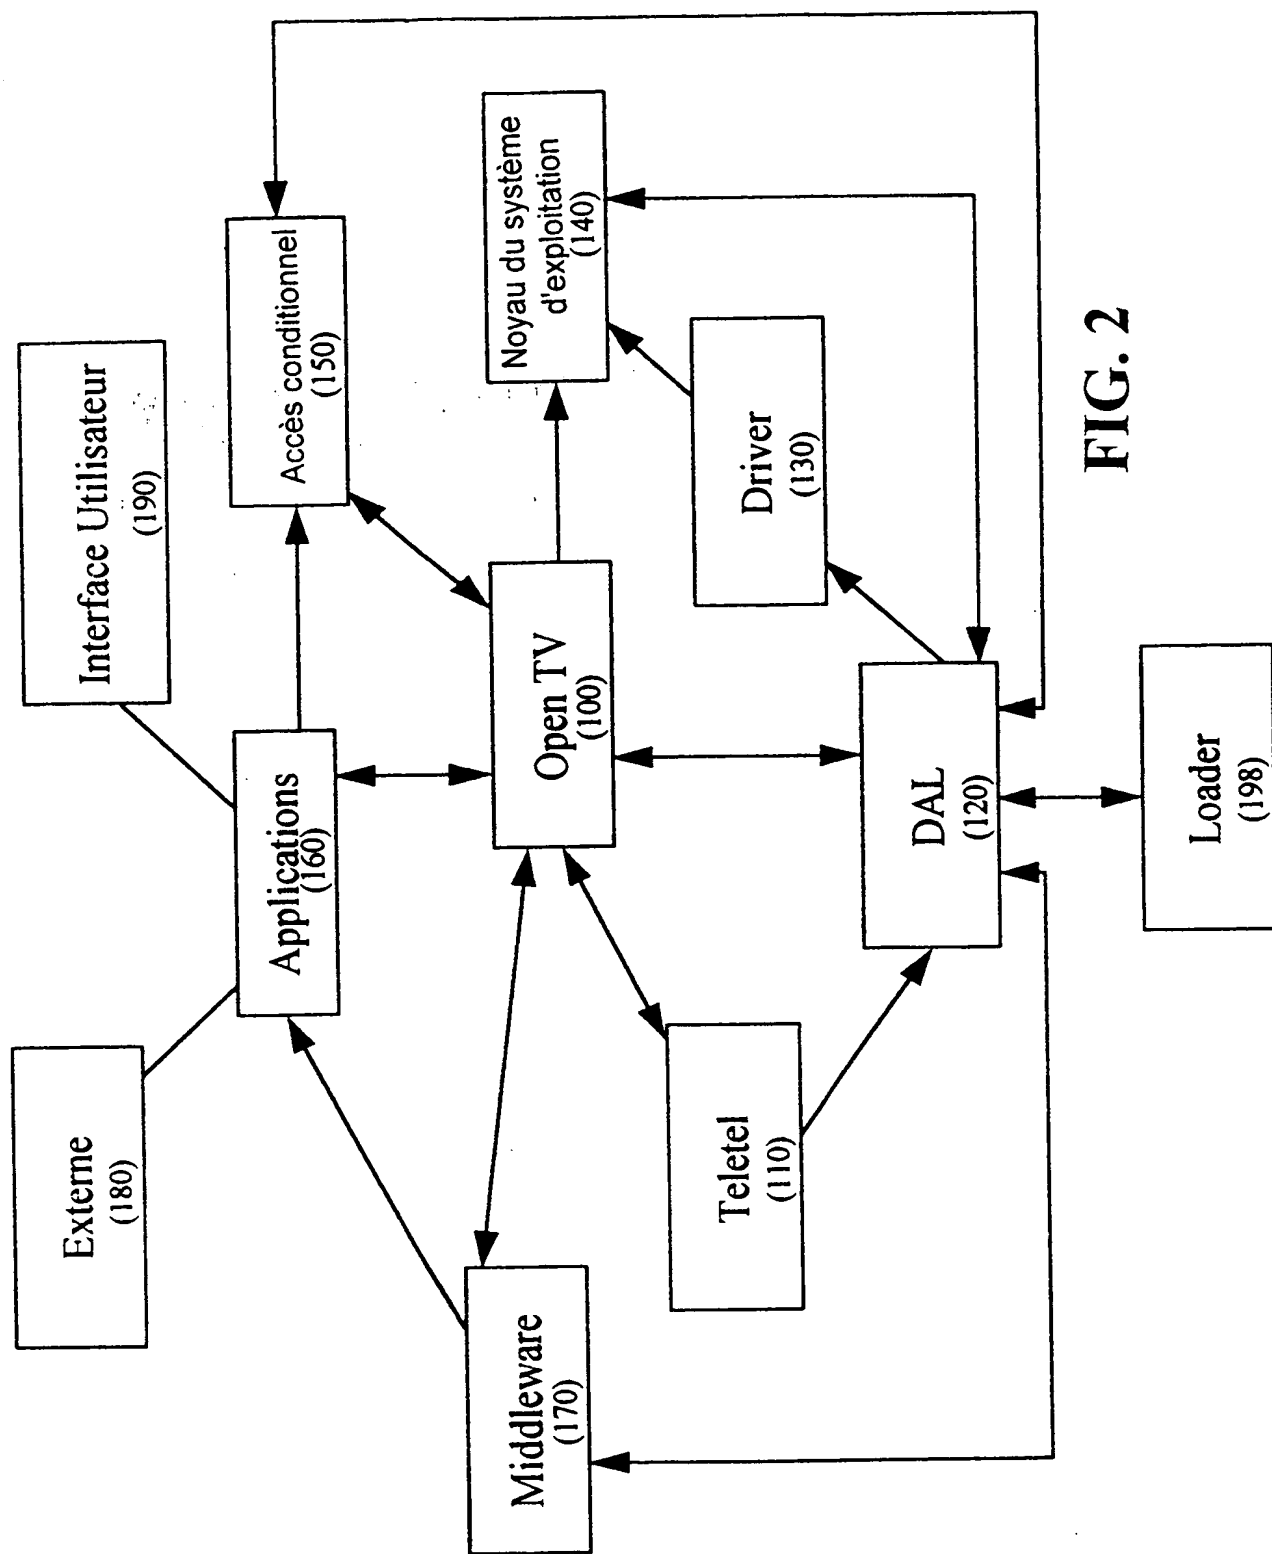 Externe
(180)
Interface Utilisateur
(190)
Applications
(160)
Accès conditionnel
(150)
Middleware
(170)
Open TV
(100)
Noyau du système
d'exploitation
(140)
Teletel
(110)
Driver
(130)
DAL
(120)
Loader
(198)
FIG. 2